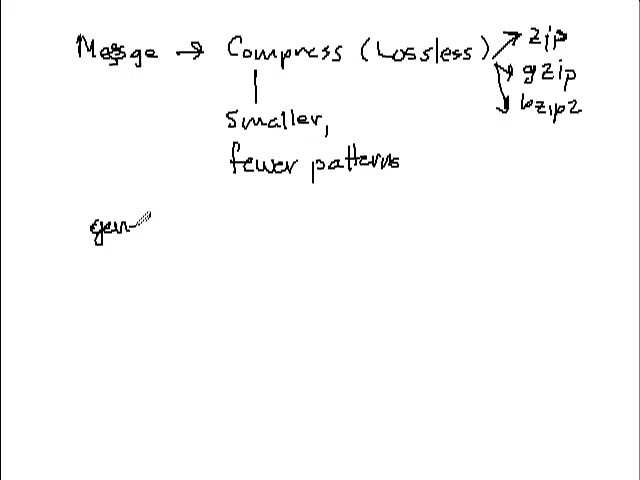 Message → Compress (Lossless) → zip
→ gzip
→ bzip2
smaller,
fewer patterns
gen